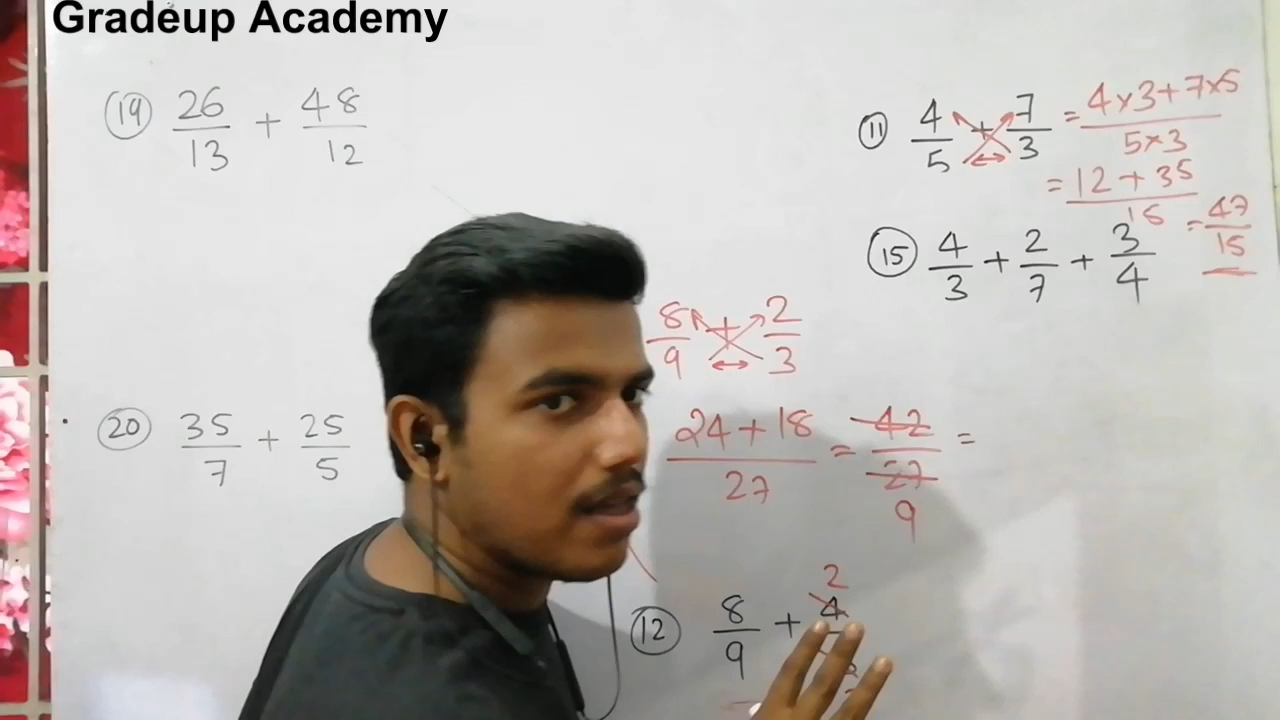 Gradeup Academy
19 26/13 + 48/12
20 35/7 + 25/5
11 4/5 + 7/3 = 4×3+7×5/5×3
= 12+35/15 = 47/15
15 4/3 + 2/7 + 3/4
8/9 + 2/3
24+18/27 = 42/27 =
9
2
12 8/9 + 4